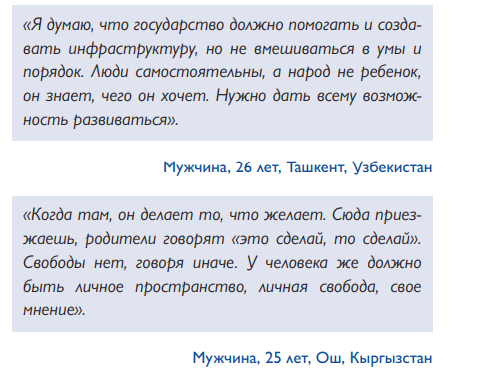 «Я думаю, что государство должно помогать и созда-
вать инфраструктуру, но не вмешиваться в умы и
порядок. Люди самостоятельны, а народ не ребенок,
он знает, чего он хочет. Нужно дать всему возмож-
ность развиваться».
Мужчина, 26 лет, Ташкент, Узбекистан
«Когда там, он делает то, что желает. Сюда приез-
жаешь, родители говорят «это сделай, то сделай».
Свободы нет, говоря иначе. У человека же должно
быть личное пространство, личная свобода, свое
мнение».
Мужчина, 25 лет, Ош, Кыргызстан